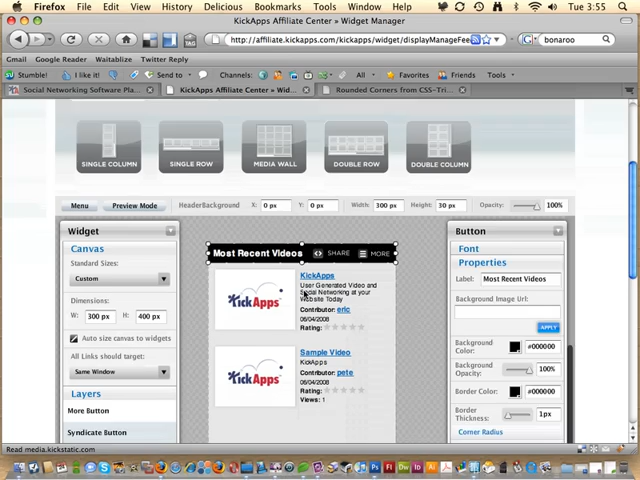 Firefox File Edit View History Delicious Bookmarks Tools Window Help Tue 3:55
KickApps Affiliate Center » Widget Manager
http://affiliate.kickapps.com/kickapps/widget/displayManageFee
bonaroo
Gmail Google Reader Waitablize Twitter Reply
Stumble! I like it! Send to Channels: All Favorites Friends Tools
Social Networking Software Pla...
KickApps Affiliate Center » Wid...
Rounded Corners from CSS-Tri...
SINGLE COLUMN
SINGLE ROW
MEDIA WALL
DOUBLE ROW
DOUBLE COLUMN
Menu Preview Mode HeaderBackground X: 0 px Y: 0 px Width: 300 px Height: 30 px Opacity: 100%
Widget
Canvas
Standard Sizes:
Custom
Dimensions:
W: 300 px H: 400 px
Auto size canvas to widgets
All Links should target:
Same Window
Layers
More Button
Syndicate Button
Most Recent Videos SHARE MORE
KickApps
KickApps
User Generated Video and
Social Networking at your
Website Today
Contributor: eric
06/04/2008
Rating:
KickApps
Sample Video
KickApps
Contributor: pete
06/04/2008
Rating:
Views: 1
Button
Font
Properties
Label: Most Recent Videos
Background Image Url:
APPLY
Background
Color: #000000
Background
Opacity: 100%
Border Color: #000000
Border
Thickness: 1px
Corner Radius
Read media.kickstatic.com